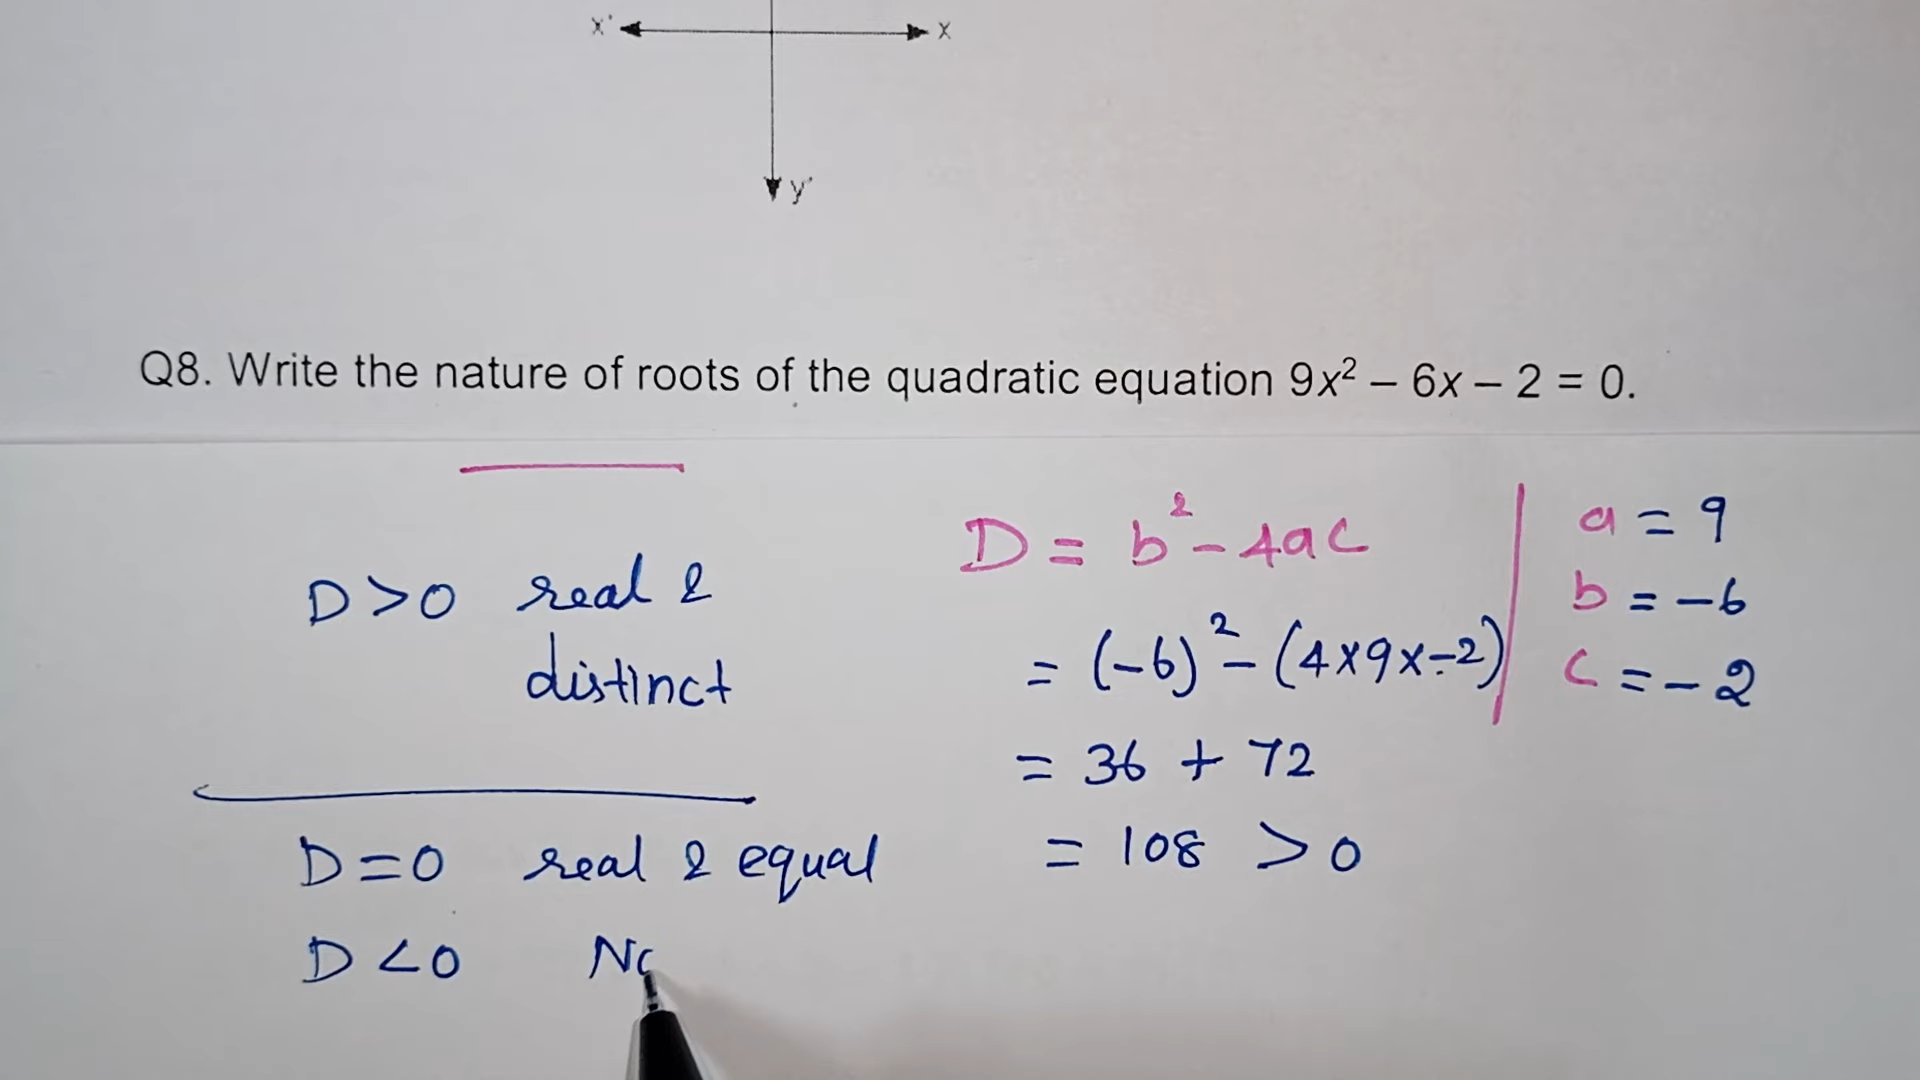 x' x
y'
Q8. Write the nature of roots of the quadratic equation 9x² – 6x – 2 = 0.
D>0 real &
distinct
D=0 real & equal
D<0 No
D = b² - 4ac
= (-6)² - (4×9×-2)
= 36 + 72
= 108 > 0
a = 9
b = -6
c = -2